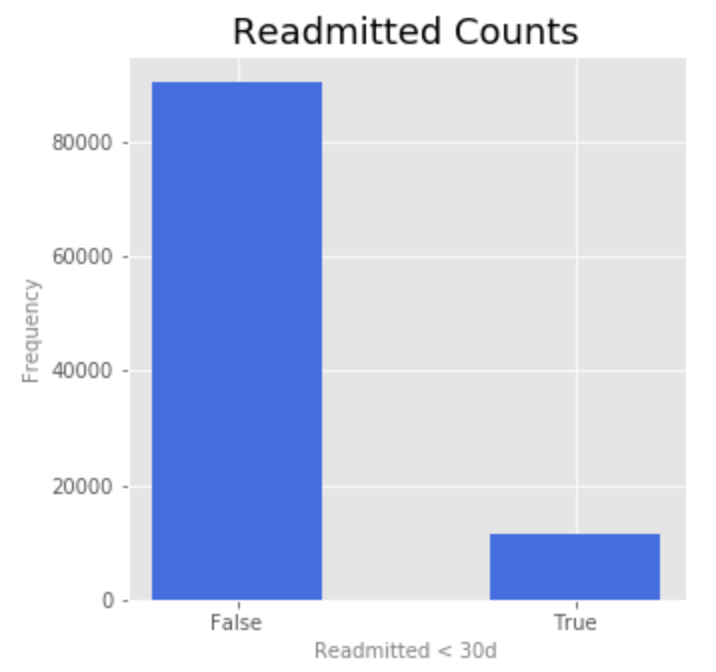 Readmitted Counts
80000
60000
40000
20000
0
Frequency
False True
Readmitted < 30d